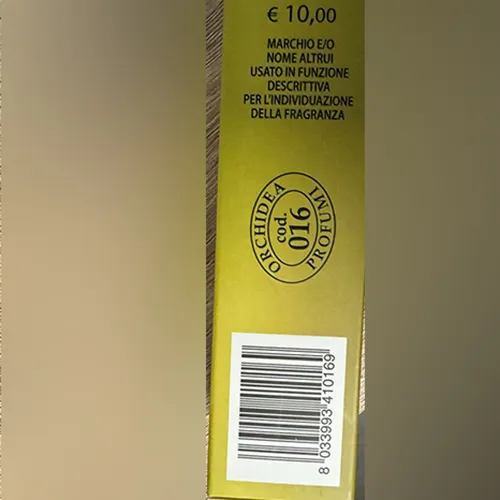 € 10,00
MARCHIO E/O
NOME ALTRUI
USATO IN FUNZIONE
DESCRITTIVA
PER L'INDIVIDUAZIONE
DELLA FRAGRANZA
ORCHIDEA
cod.
016
PROFUMI
8 033993 410169